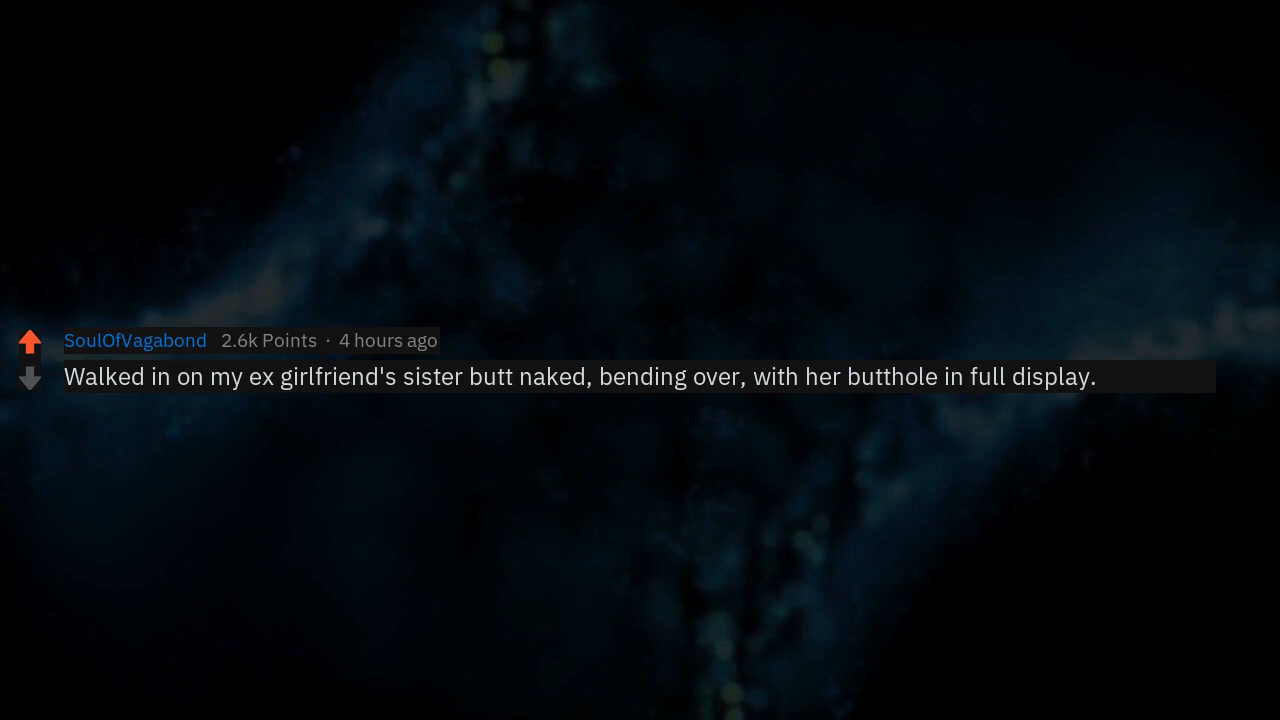 SoulOfVagabond 2.6k Points · 4 hours ago
Walked in on my ex girlfriend's sister butt naked, bending over, with her butthole in full display.